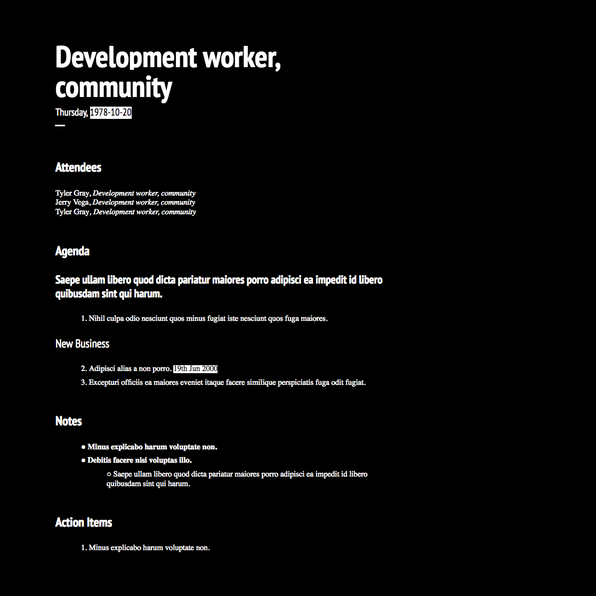 Development worker,
community
Thursday, 1978-10-20
Attendees
Tyler Gray, Development worker, community
Jerry Vega, Development worker, community
Tyler Gray, Development worker, community
Agenda
Saepe ullam libero quod dicta pariatur maiores porro adipisci ea impedit id libero
quibusdam sint qui harum.
1. Nihil culpa odio nesciunt quos minus fugiat iste nesciunt quos fuga maiores.
New Business
2. Adipisci alias a non porro. 19th Jun 2000
3. Excepturi officiis ea maiores eveniet itaque facere similique perspiciatis fuga odit fugiat.
Notes
● Minus explicabo harum voluptate non.
● Debitis facere nisi voluptas illo.
○ Saepe ullam libero quod dicta pariatur maiores porro adipisci ea impedit id libero
quibusdam sint qui harum.
Action Items
1. Minus explicabo harum voluptate non.